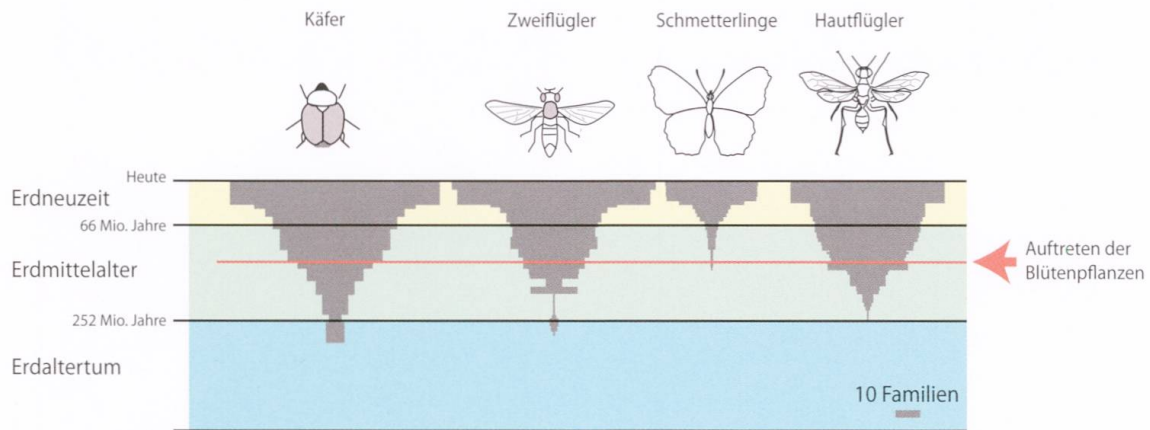 Käfer
Zweiflügler
Schmetterlinge
Hautflügler
Heute
Erdneuzeit
66 Mio. Jahre
Erdmittelalter
Auftreten der
Blütenpflanzen
252 Mio. Jahre
Erdaltertum
10 Familien